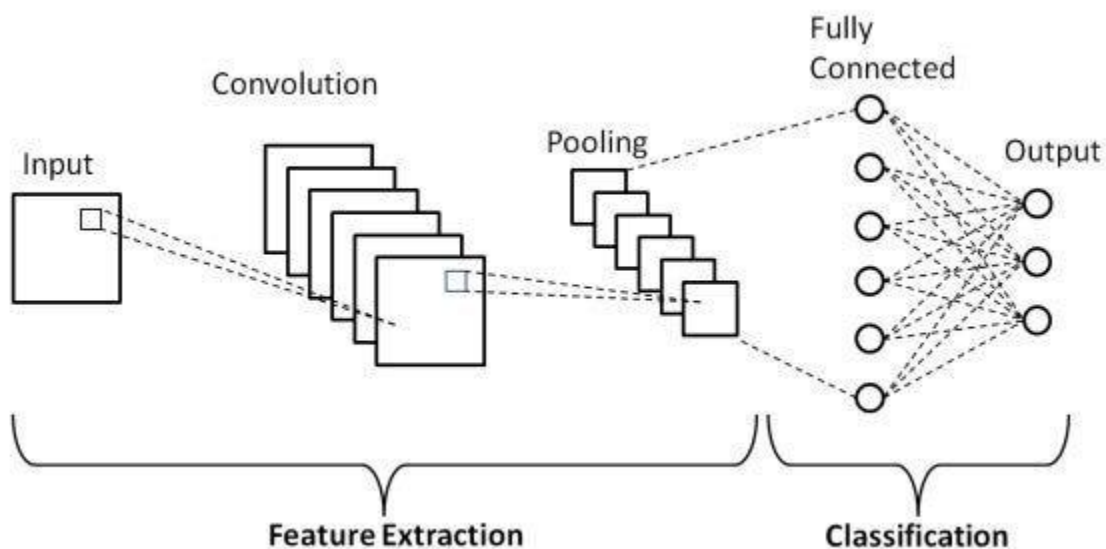 Input
Convolution
Pooling
Fully
Connected
Output
Feature Extraction
Classification